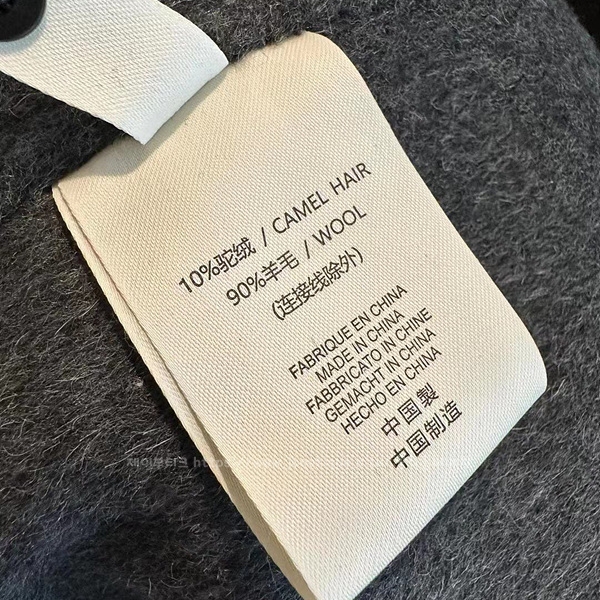 10%驼绒 / CAMEL HAIR
90%羊毛 / WOOL
(连接线除外)
FABRIQUE EN CHINA
MADE IN CHINA
FABBRICATO IN CHINE
GEMACHT IN CHINA
HECHO EN CHINA
中国製
中国制造